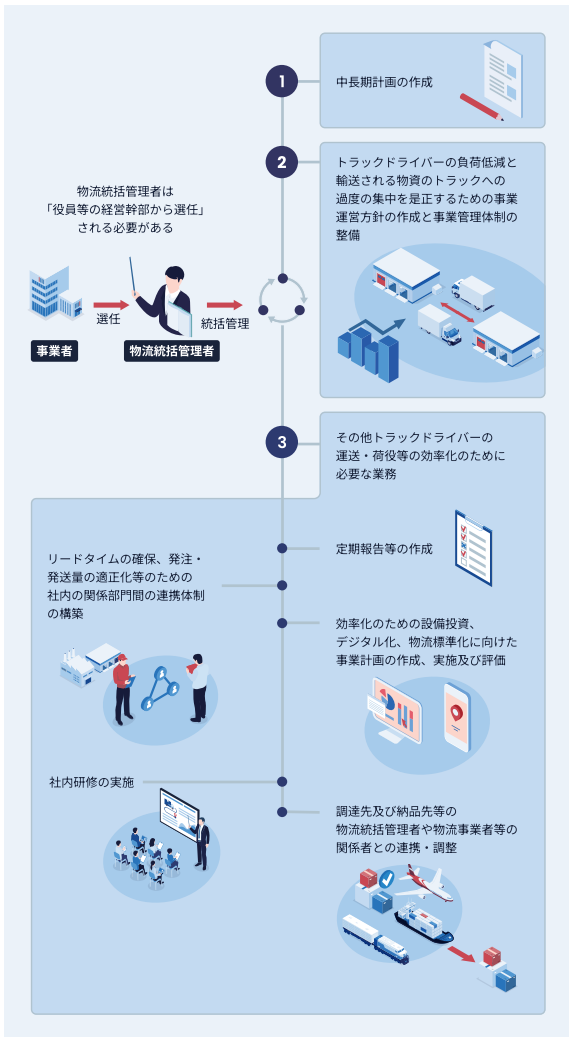 1
中長期計画の作成
2
トラックドライバーの負荷低減と
輸送される物資のトラックへの
過度の集中を是正するための事業
運営方針の作成と事業管理体制の
整備
物流統括管理者は
「役員等の経営幹部から選任」
される必要がある
選任
統括管理
事業者
物流統括管理者
3
その他トラックドライバーの
運送・荷役等の効率化のために
必要な業務
定期報告等の作成
リードタイムの確保、発注・
発送量の適正化等のための
社内の関係部門間の連携体制
の構築
効率化のための設備投資、
デジタル化、物流標準化に向けた
事業計画の作成、実施及び評価
社内研修の実施
調達先及び納品先等の
物流統括管理者や物流事業者等の
関係者との連携・調整